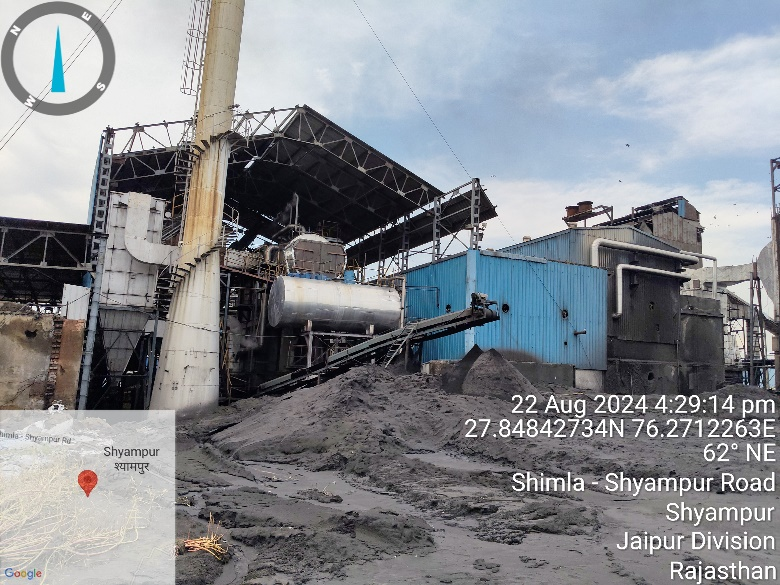 N
E
W
S
22 Aug 2024 4:29:14 pm
27.84842734N 76.2712263E
62° NE
Shimla - Shyampur Road
Shyampur
Jaipur Division
Rajasthan
Shimla - Shyampur Rd
Shyampur
श्यामपुर
Google